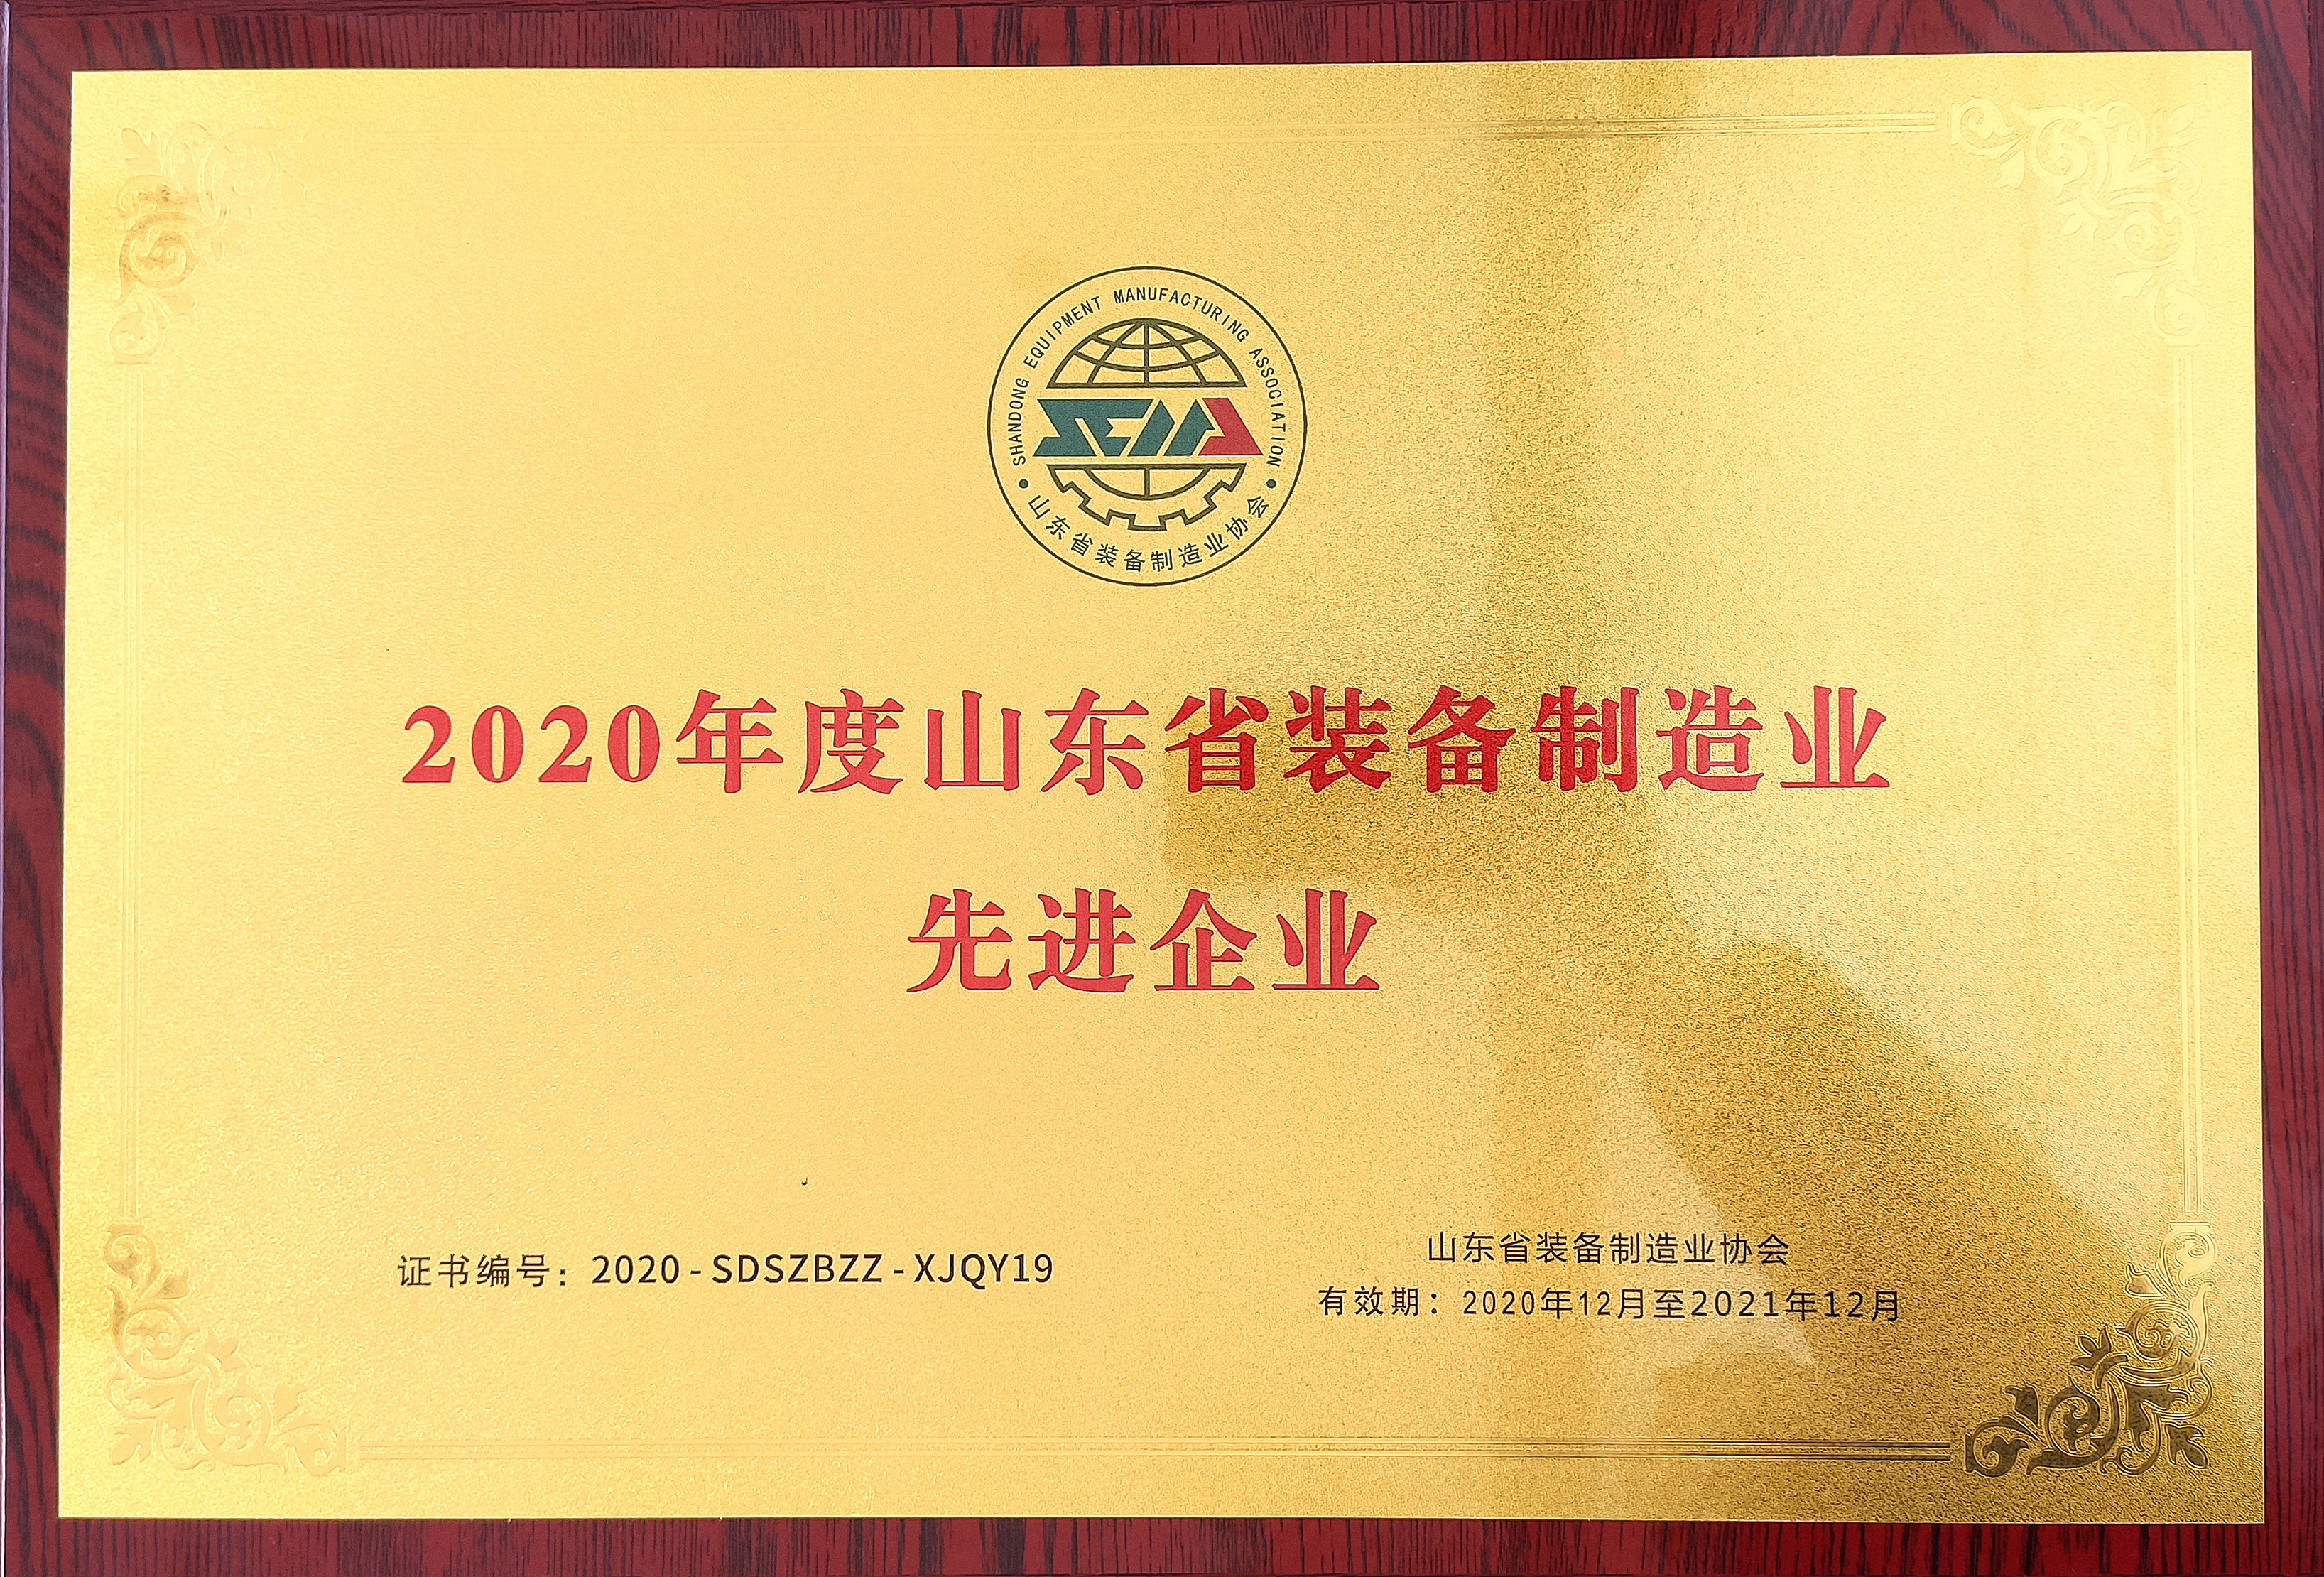 SHANDONG EQUIPMENT MANUFACTURING ASSOCIATION
SEMA
山东省装备制造业协会
2020年度山东省装备制造业
先进企业
证书编号：2020-SDSZBZZ-XJQY19
山东省装备制造业协会
有效期：2020年12月至2021年12月